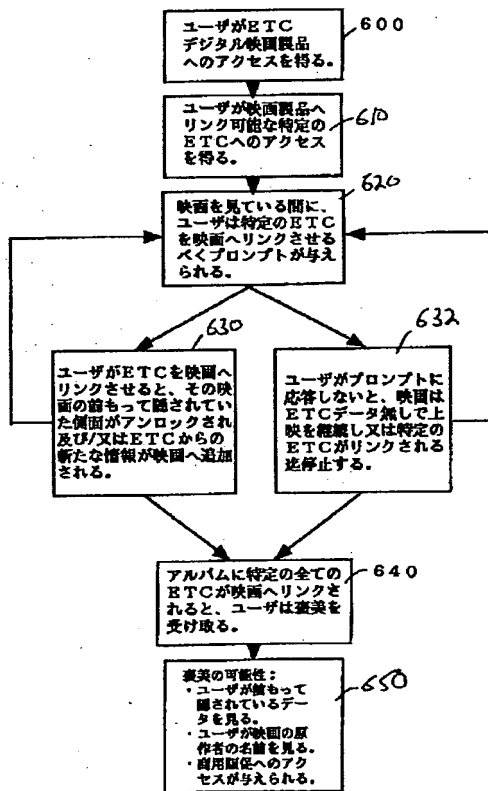 ユーザがETC
デジタル映画製品
へのアクセスを得る。
600
ユーザが映画製品へ
リンク可能な特定の
ETCへのアクセス
を得る。
610
映画を見ている間に、
ユーザは特定のETC
を映画へリンクさせる
べくプロンプトが与え
られる。
620
630
ユーザがETCを映画へ
リンクさせると、その映
画の前もって隠されてい
た側面がアンロックされ
及び/又はETCからの
新たな情報が映画へ追加
される。
632
ユーザがプロンプトに
応答しないと、映画は
ETCデータ無しで上
映を継続し又は特定の
ETCがリンクされる
迄停止する。
アルバムに特定の全ての
ETCが映画へリンクさ
れると、ユーザは褒美を
受け取る。
640
褒美の可能性:
・ユーザが前もって
隠されているデー
タを見る。
・ユーザが映画の原
作者の名前を見る。
・商用販促へのアク
セスが与えられる。
650